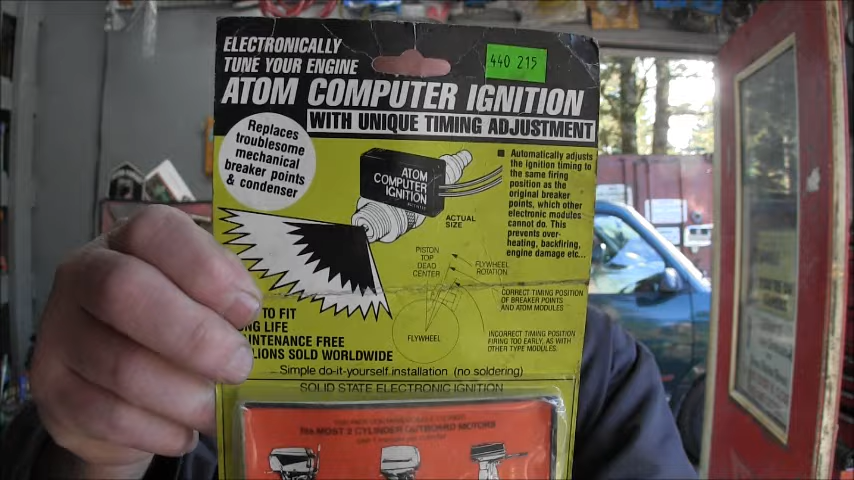 ELECTRONICALLY
TUNE YOUR ENGINE
440 215
ATOM COMPUTER IGNITION
WITH UNIQUE TIMING ADJUSTMENT
Replaces
troublesome
mechanical
breaker points
& condenser
ATOM
COMPUTER
IGNITION
ACTUAL
SIZE
Automatically adjusts
the ignition timing to
the same firing
position as the
original breaker
points, which other
electronic modules
cannot do. This
prevents over-
heating, backfiring,
engine damage etc...
PISTON
TOP
DEAD
CENTER
FLYWHEEL
ROTATION
CORRECT TIMING POSITION
OF BREAKER POINTS
AND ATOM MODULES
FLYWHEEL
INCORRECT TIMING POSITION
FIRING TOO EARLY, AS WITH
OTHER TYPE MODULES.
TO FIT
NG LIFE
INTENANCE FREE
LIONS SOLD WORLDWIDE
Simple do-it-yourself installation (no soldering)
SOLID STATE ELECTRONIC IGNITION
fits MOST 2 CYLINDER OUTBOARD MOTORS